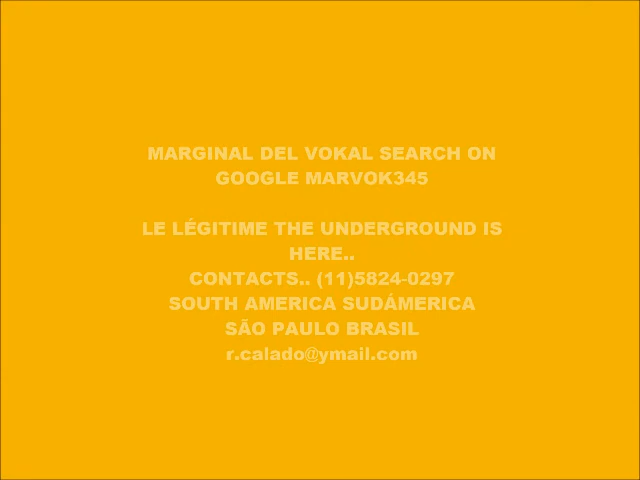 MARGINAL DEL VOKAL SEARCH ON
GOOGLE MARVOK345
LE LÉGITIME THE UNDERGROUND IS
HERE..
CONTACTS.. (11)5824-0297
SOUTH AMERICA SUDÁMERICA
SÃO PAULO BRASIL
r.calado@ymail.com